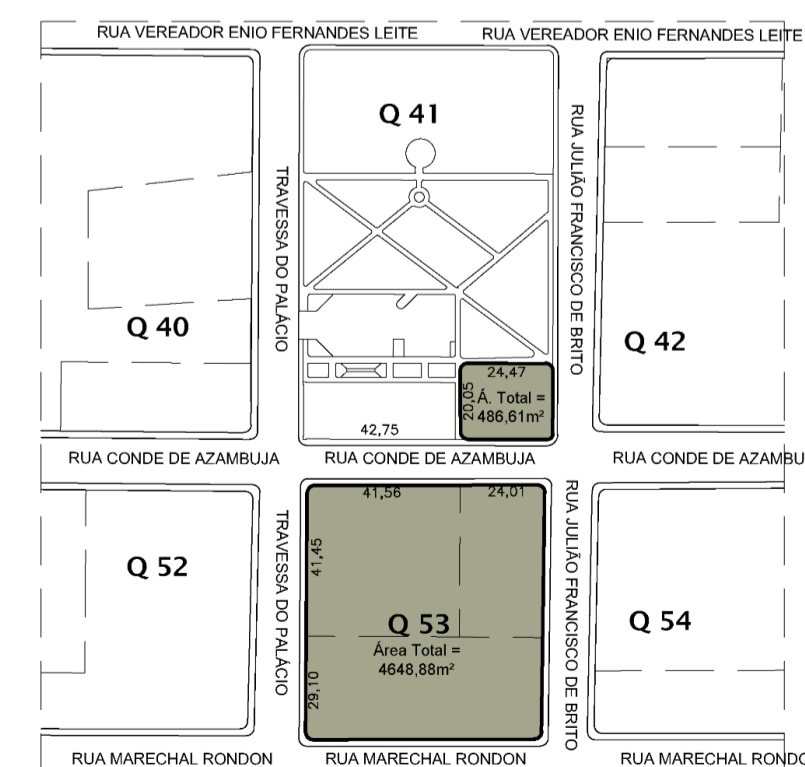 RUA VEREADOR ENIO FERNANDES LEITE
RUA VEREADOR ENIO FERNANDES LEITE
Q 41
RUA JULIÃO FRANCISCO DE BRITO
TRAVESSA DO PALÁCIO
Q 40
Q 42
24,47
20,05
Á. Total =
486,61m²
42,75
RUA CONDE DE AZAMBUJA
RUA CONDE DE AZAMBUJA
RUA CONDE DE AZAMBU
41,56
24,01
TRAVESSA DO PALÁCIO
41,45
RUA JULIÃO FRANCISCO DE BRITO
Q 52
Q 53
Q 54
Área Total =
4648,88m²
29,10
RUA MARECHAL RONDON
RUA MARECHAL RONDON
RUA MARECHAL RONDO